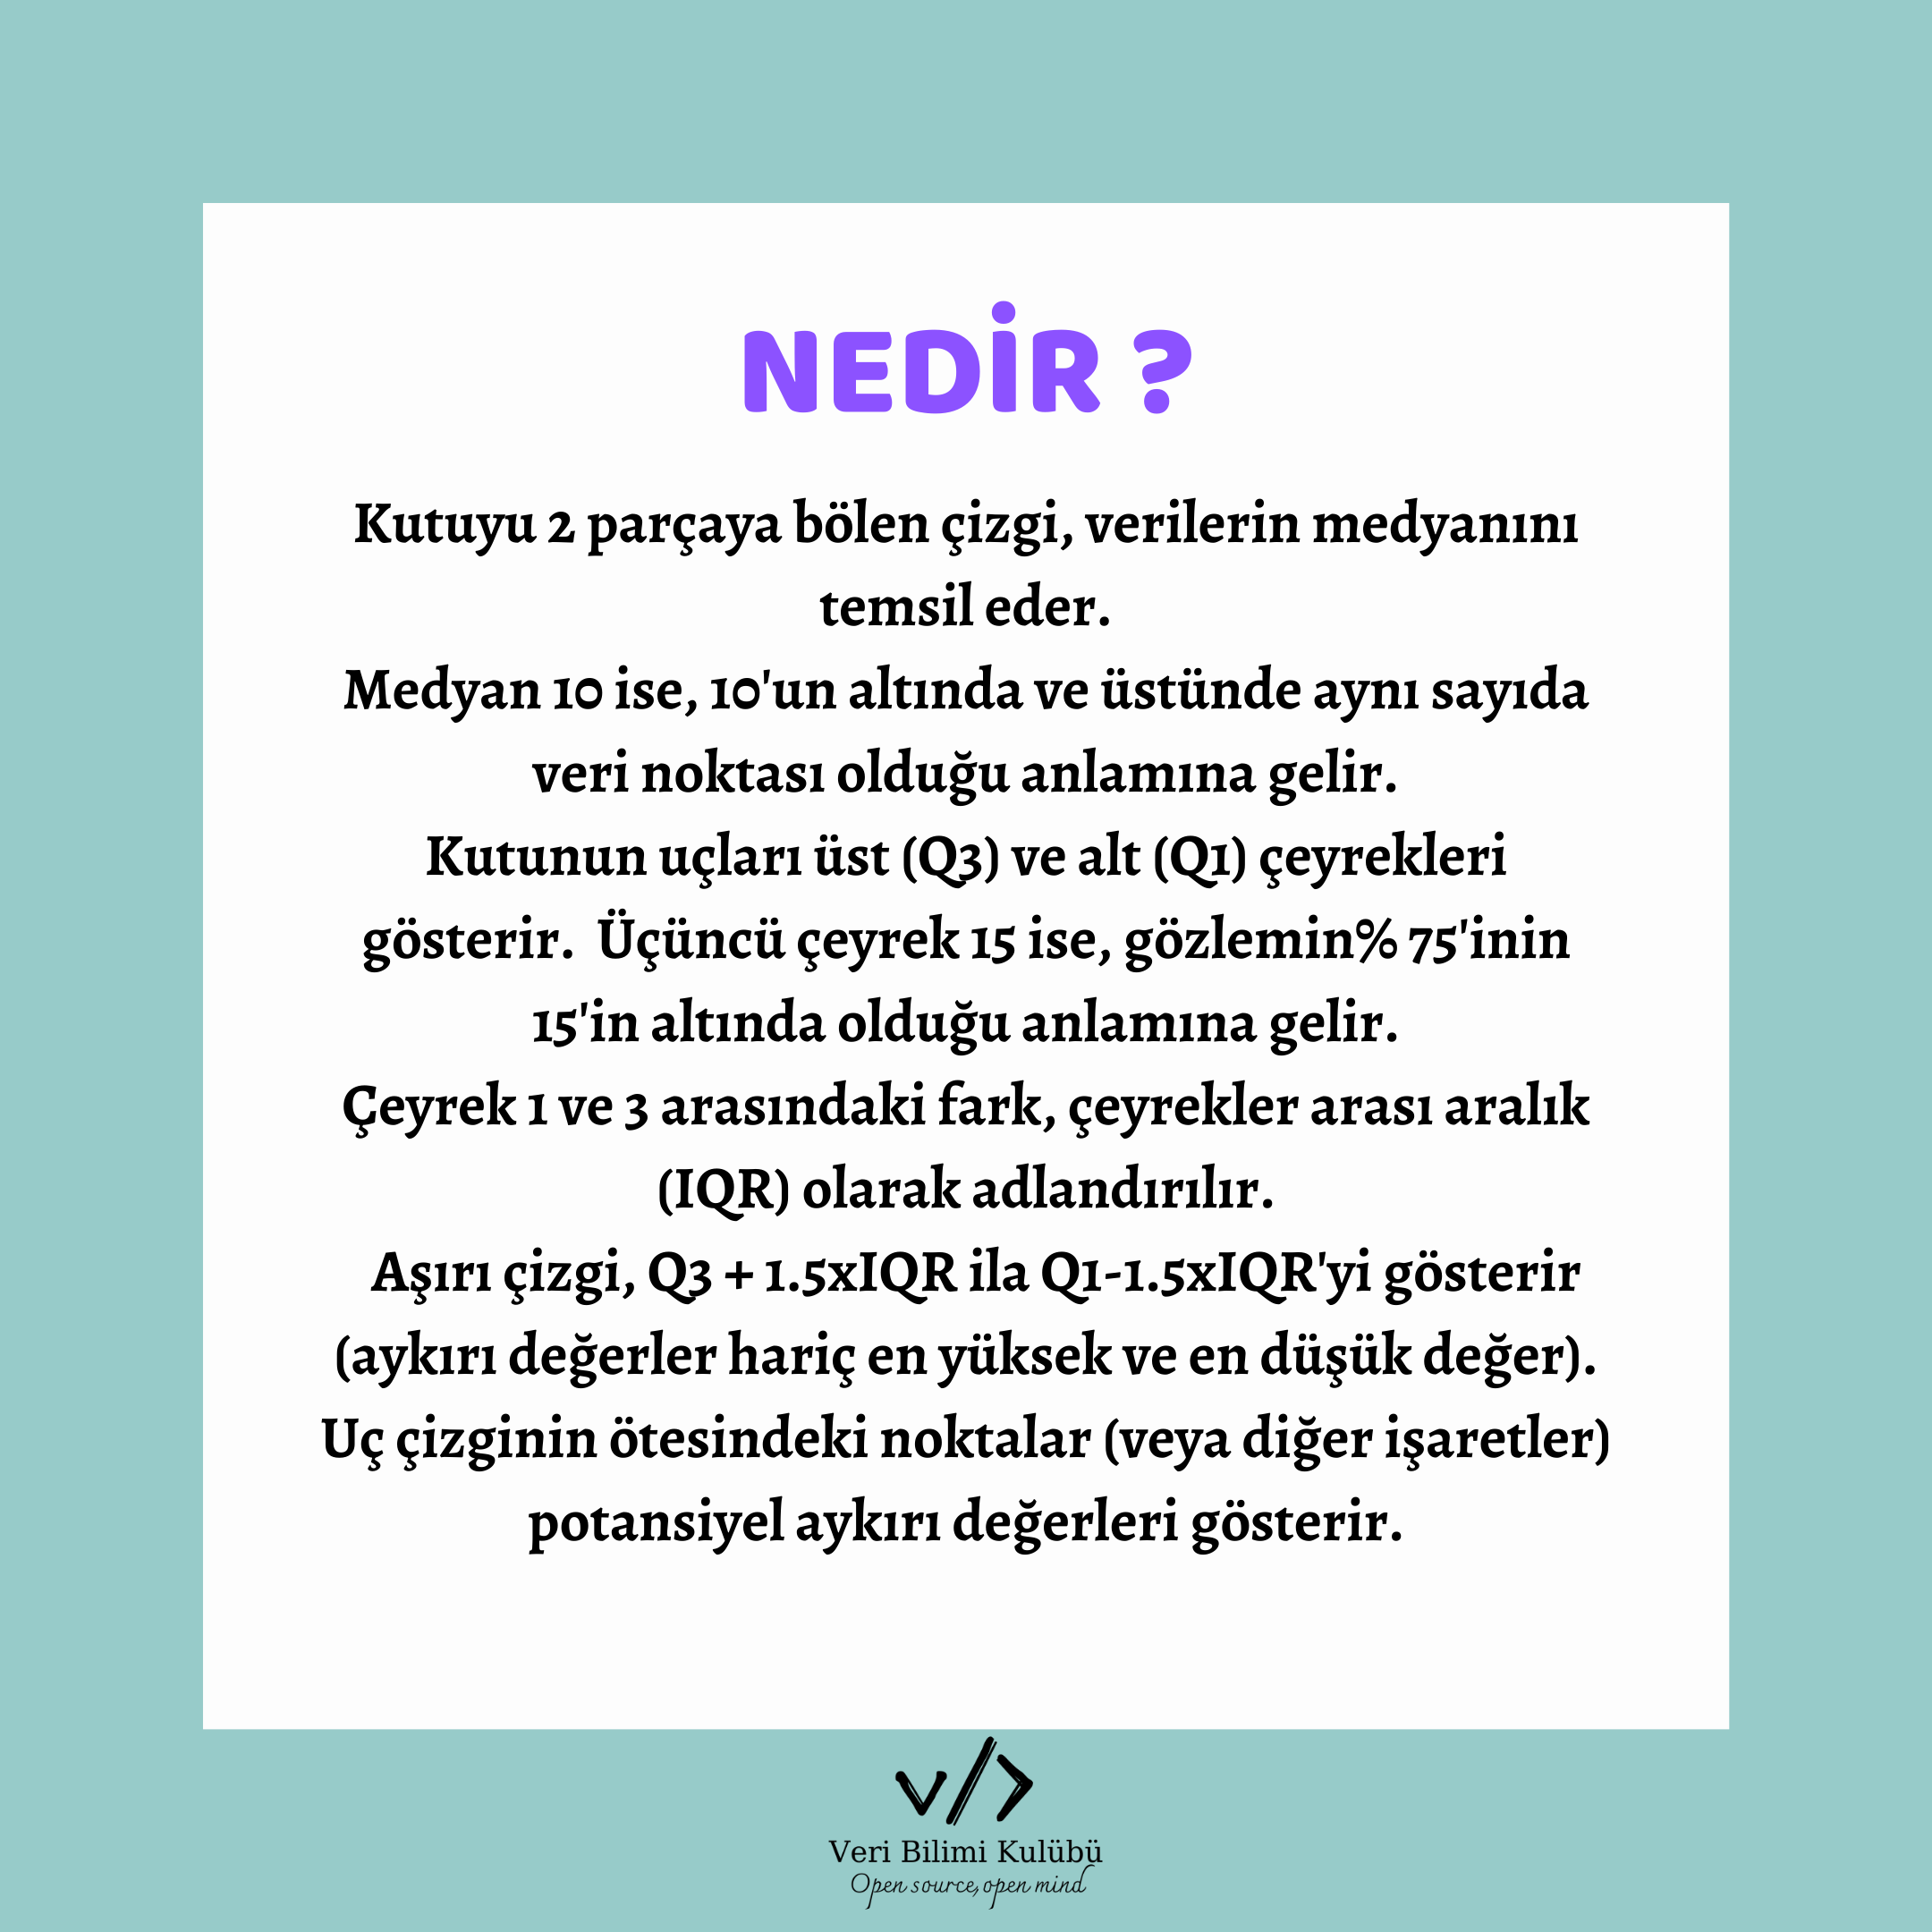 NEDİR ?
Kutuyu 2 parçaya bölen çizgi, verilerin medyanını
temsil eder.
Medyan 10 ise, 10'un altında ve üstünde aynı sayıda
veri noktası olduğu anlamına gelir.
Kutunun uçları üst (Q3) ve alt (Q1) çeyrekleri
gösterir.  Üçüncü çeyrek 15 ise, gözlemin% 75'inin
15'in altında olduğu anlamına gelir.
Çeyrek 1 ve 3 arasındaki fark, çeyrekler arası aralık
(IQR) olarak adlandırılır.
Aşırı çizgi, Q3 + 1.5xIQR ila Q1-1.5xIQR'yi gösterir
(aykırı değerler hariç en yüksek ve en düşük değer).
Uç çizginin ötesindeki noktalar (veya diğer işaretler)
potansiyel aykırı değerleri gösterir.
v/>
Veri Bilimi Kulübü
Open source, open mind